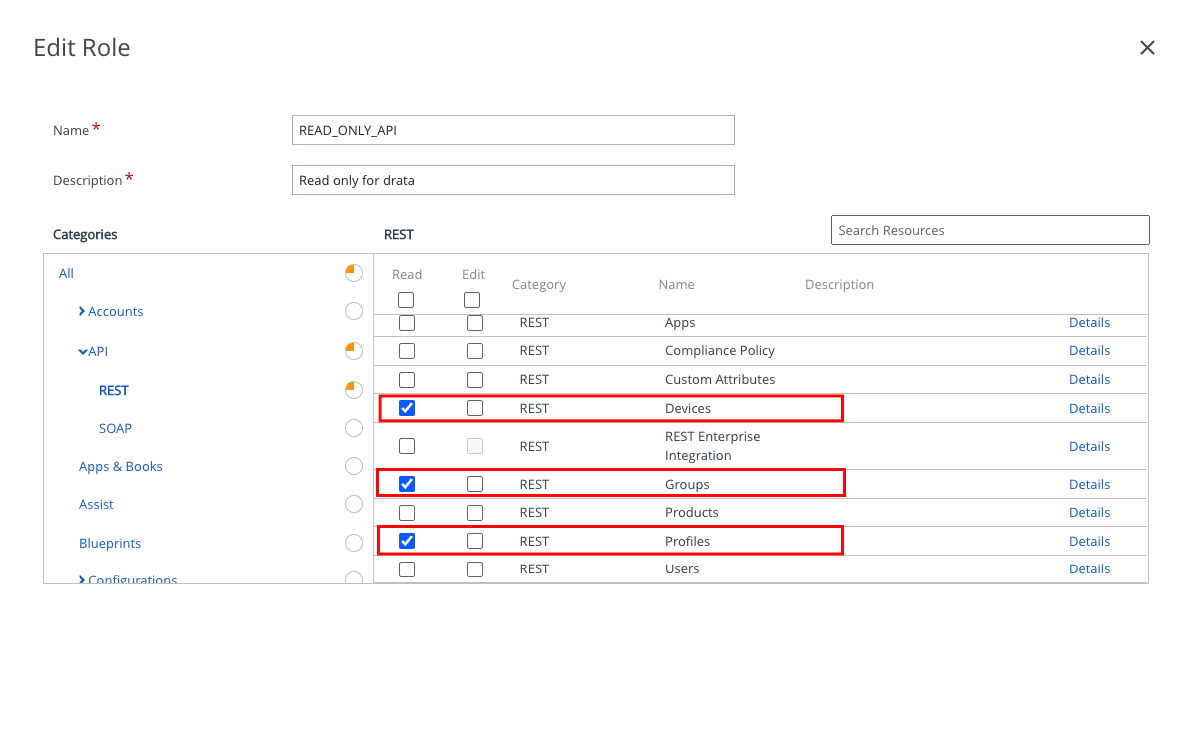 Edit Role
Name*
READ_ONLY_API
Description*
Read only for drata
Categories
REST
Search Resources
All
Accounts
API
REST
SOAP
Apps & Books
Assist
Blueprints
Configurations
Read Edit Category Name Description
REST Apps Details
REST Compliance Policy Details
REST Custom Attributes Details
REST Devices Details
REST REST Enterprise Integration Details
REST Groups Details
REST Products Details
REST Profiles Details
REST Users Details